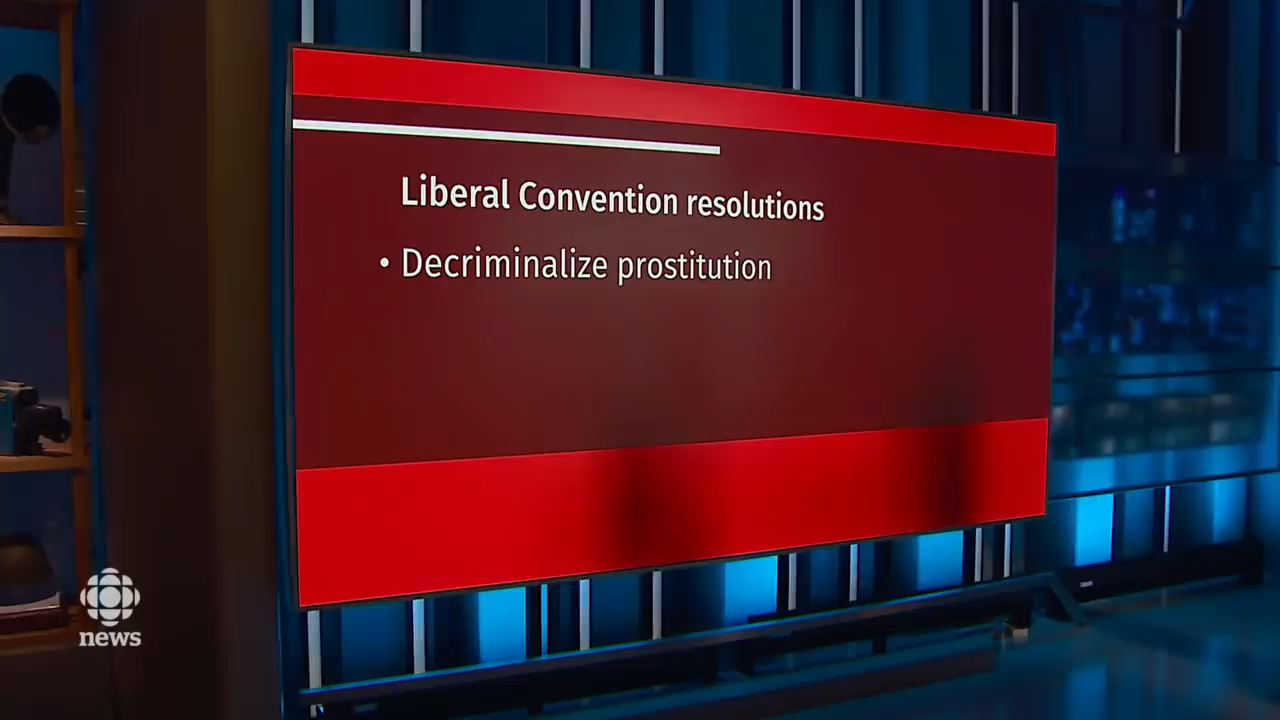 Liberal Convention resolutions
• Decriminalize prostitution
news